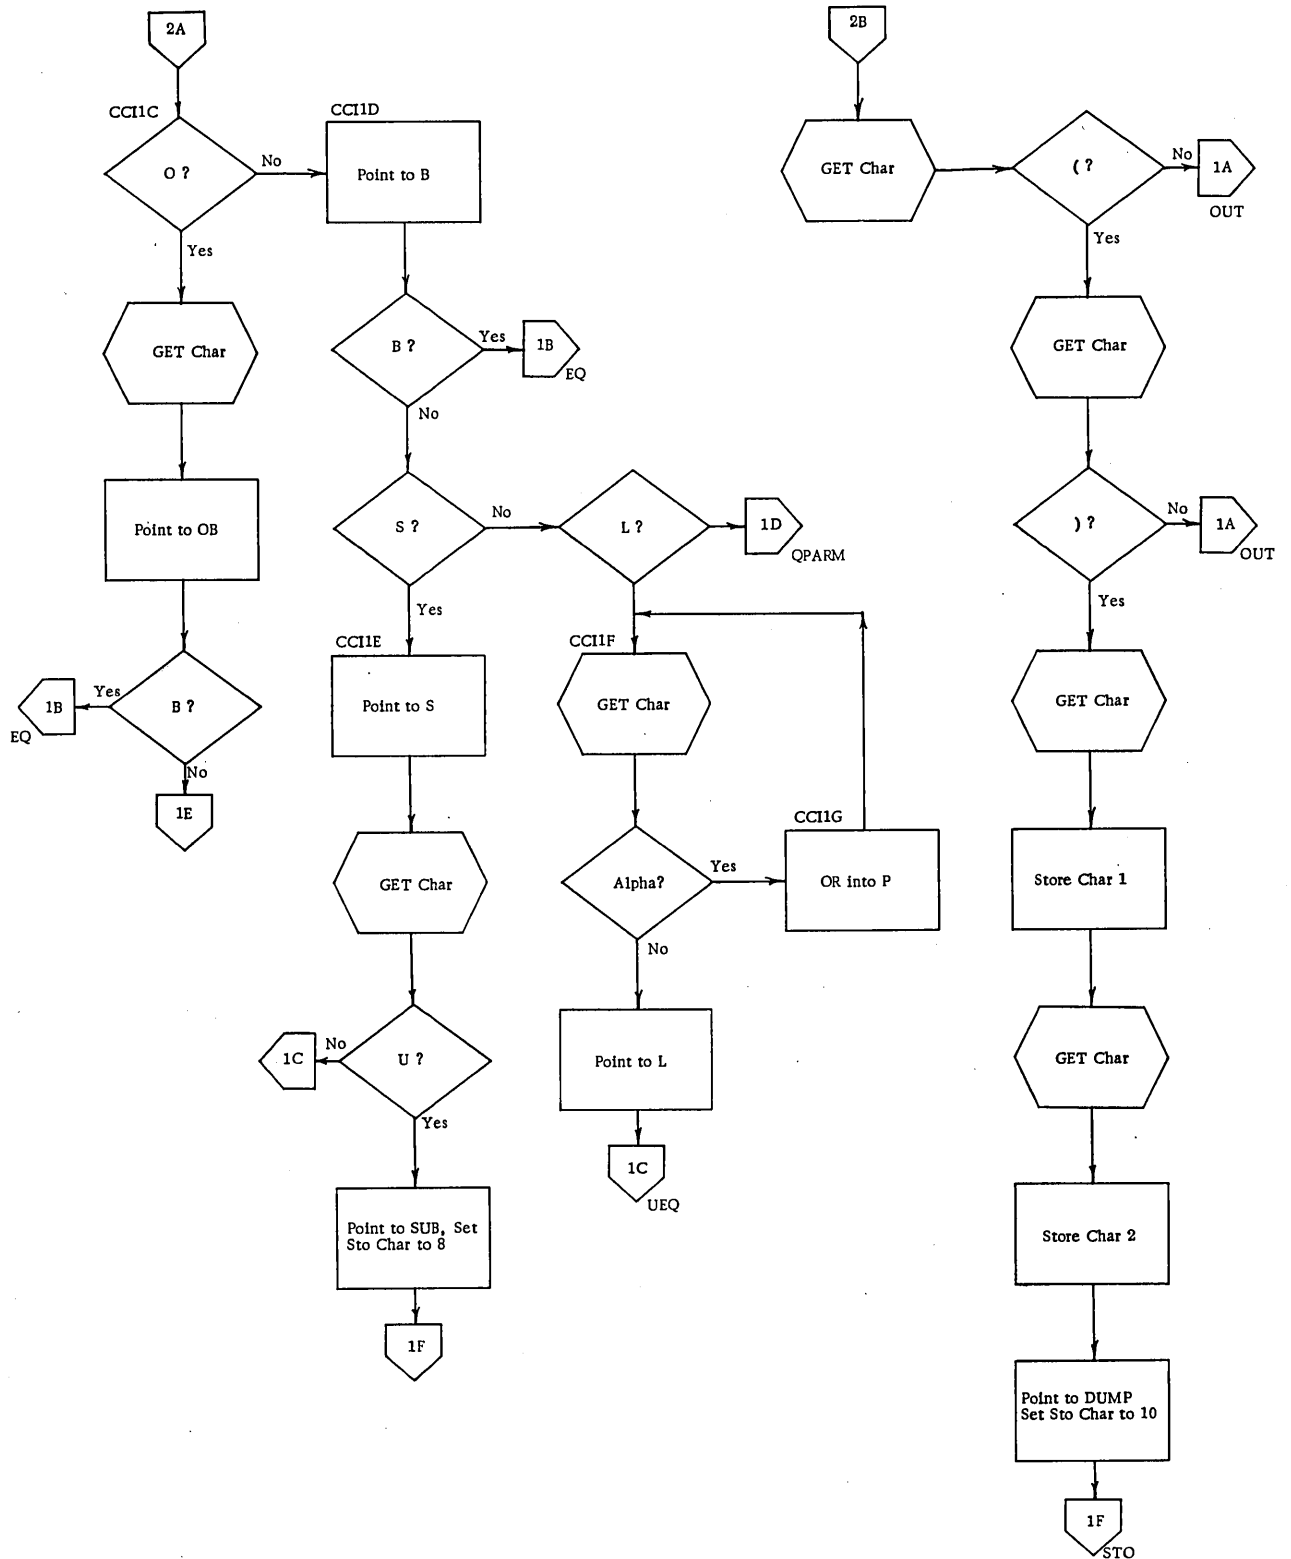 2A
CCI1C
O ?
No
Yes
GET Char
Point to OB
B ?
Yes
1B
EQ
No
1E
CCI1D
Point to B
B ?
Yes
1B
EQ
No
S ?
No
Yes
CCI1E
Point to S
GET Char
U ?
No
1C
Yes
Point to SUB, Set
Sto Char to 8
1F
L ?
1D
QPARM
CCI1F
GET Char
Alpha?
Yes
CCI1G
OR into P
No
Point to L
1C
UEQ
2B
GET Char
( ?
No
1A
OUT
Yes
GET Char
) ?
No
1A
OUT
Yes
GET Char
Store Char 1
GET Char
Store Char 2
Point to DUMP
Set Sto Char to 10
1F
STO